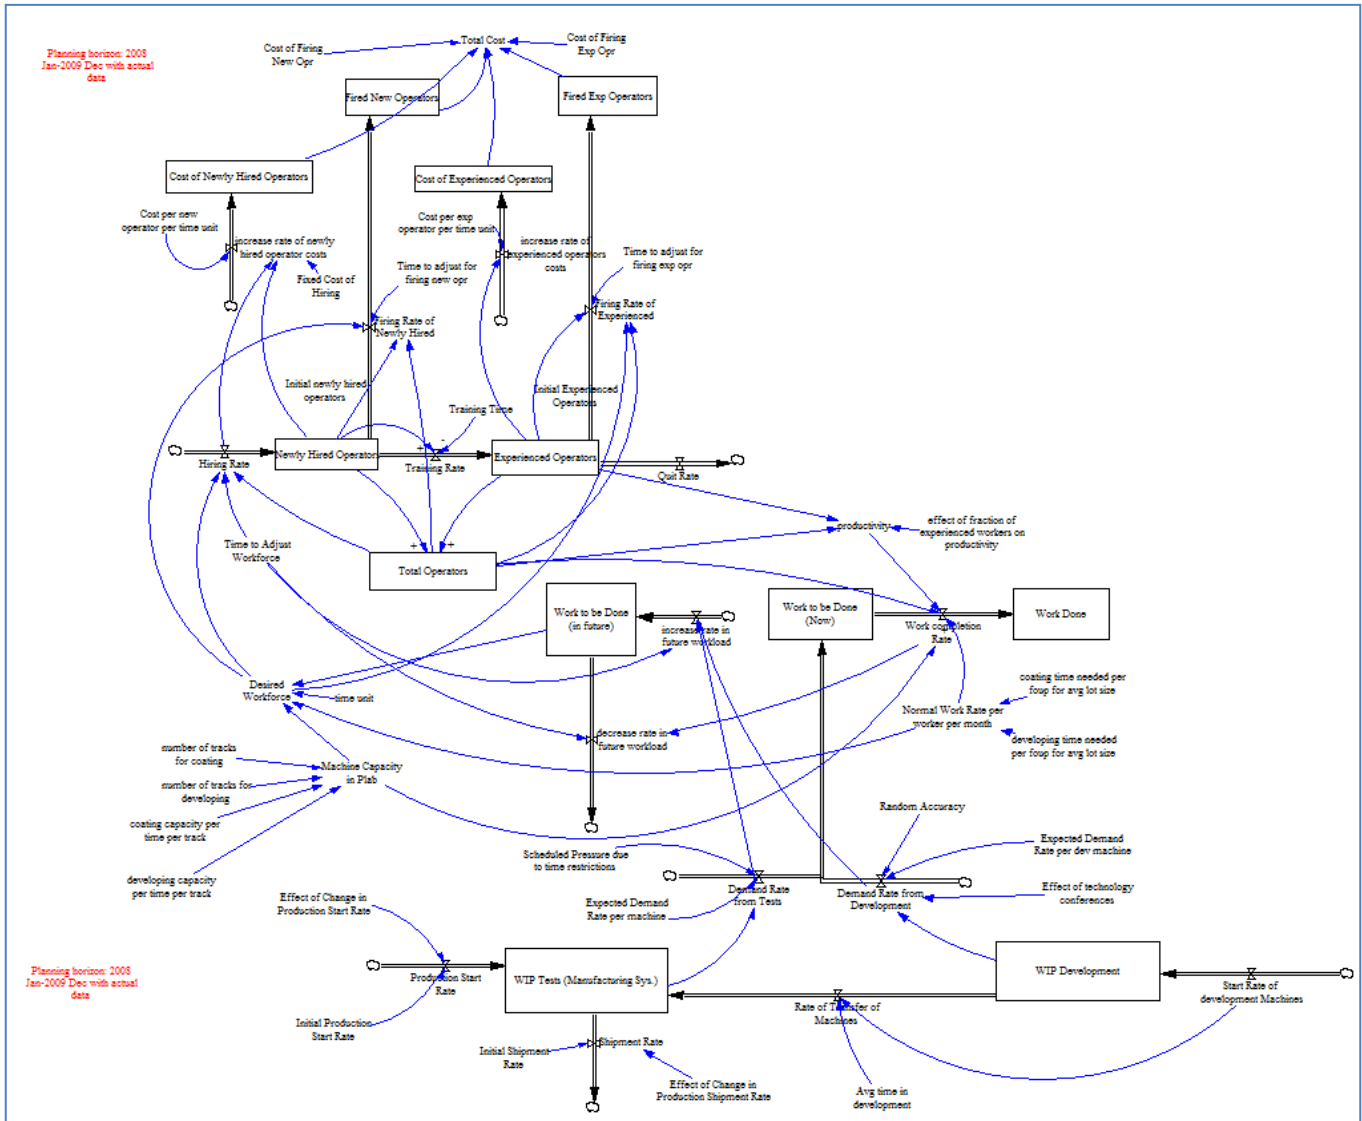 Planning horizon: 2008
Jan-2009 Dec with actual
data
Cost of Firing
New Opr
Total Cost
Cost of Firing
Exp Opr
Fired New Operators
Fired Exp Operators
Cost of Newly Hired Operators
Cost of Experienced Operators
Cost per new
operator per time unit
increase rate of newly
hired operator costs
Fixed Cost of
Hiring
Cost per exp
operator per time unit
increase rate of
experienced operators
costs
Time to adjust for
firing new opr
Time to adjust for
firing exp opr
Firing Rate of
Newly Hired
Firing Rate of
Experienced
Initial newly hired
operators
Initial Experienced
Operators
Training Time
-
+
Hiring Rate
Newly Hired Operators
Training Rate
Experienced Operators
Quit Rate
productivity
effect of fraction of
experienced workers on
productivity
Time to Adjust
Workforce
+
+
Total Operators
Work to be Done
(in future)
increase rate in
future workload
Work to be Done
(Now)
Work completion
Rate
Work Done
Desired
Workforce
time unit
coating time needed per
foup for avg lot size
Normal Work Rate per
worker per month
developing time needed
per foup for avg lot size
decrease rate in
future workload
number of tracks
for coating
Machine Capacity
in Plab
number of tracks for
developing
coating capacity per
time per track
developing capacity
per time per track
Random Accuracy
Scheduled Pressure due
to time restrictions
Expected Demand
Rate per dev machine
Demand Rate
from Tests
Demand Rate from
Development
Effect of technology
conferences
Expected Demand
Rate per machine
Effect of Change in
Production Start Rate
Planning horizon: 2008
Jan-2009 Dec with actual
data
Production Start
Rate
WIP Tests (Manufacturing Sys.)
WIP Development
Start Rate of
development Machines
Rate of Transfer of
Machines
Initial Production
Start Rate
Initial Shipment
Rate
Shipment Rate
Effect of Change in
Production Shipment Rate
Avg time in
development